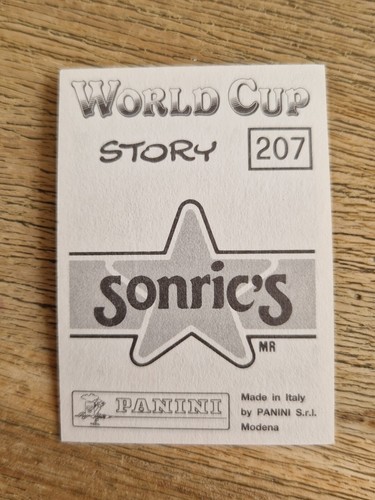 WORLD CUP
STORY 207
Sonric's
MR
PANINI
Made in Italy
by PANINI S.r.l.
Modena